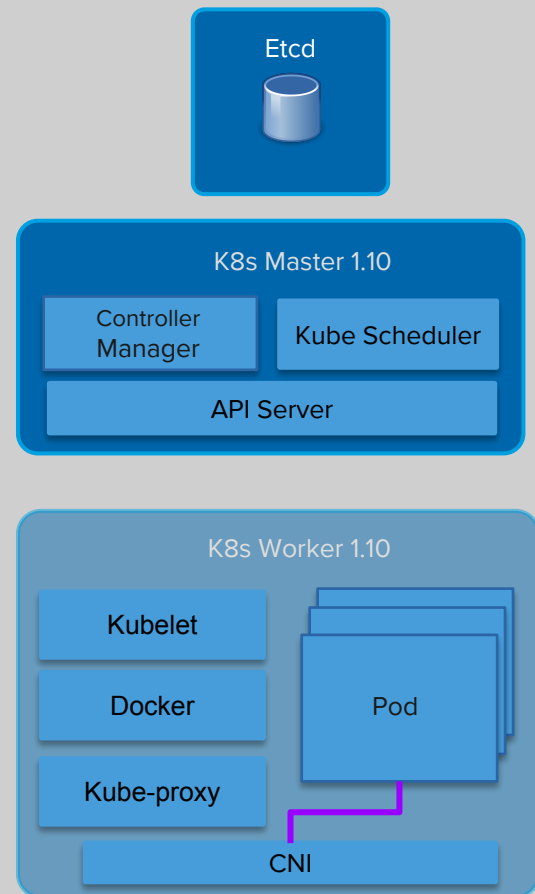 Etcd
K8s Master 1.10
Controller
Manager
Kube Scheduler
API Server
K8s Worker 1.10
Kubelet
Docker
Pod
Kube-proxy
CNI